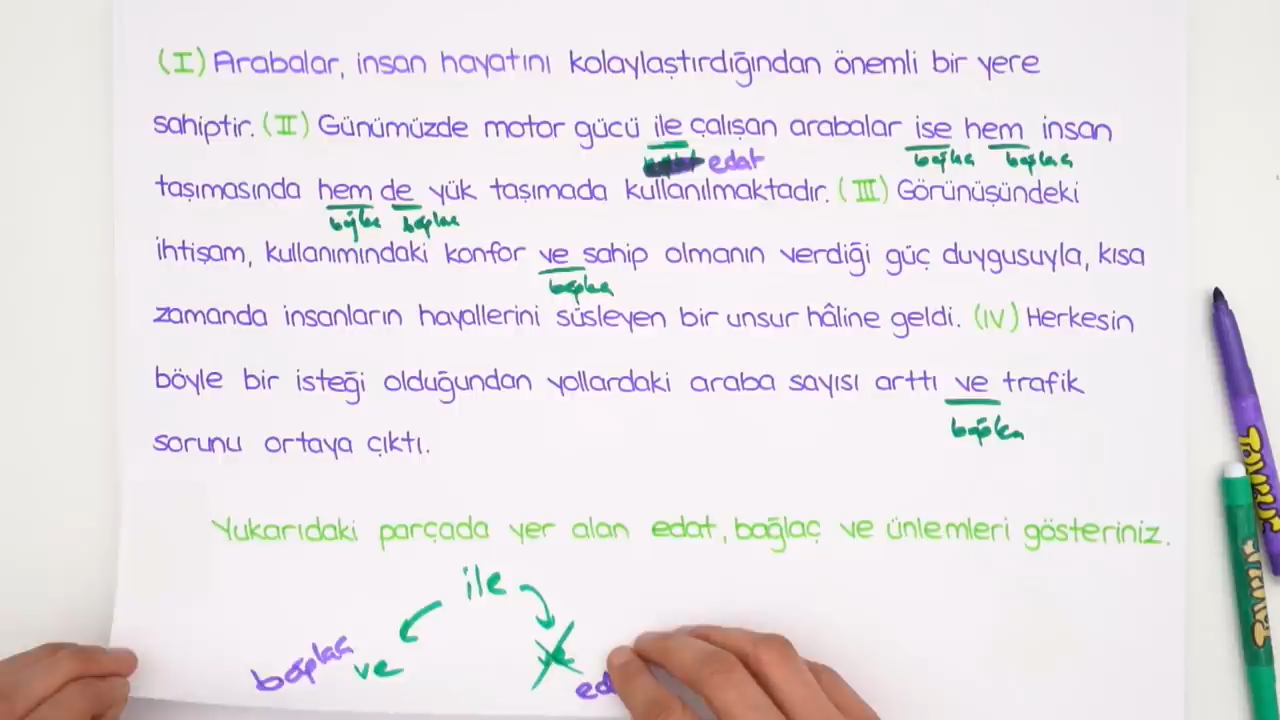 (I) Arabalar, insan hayatını kolaylaştırdığından önemli bir yere
sahiptir. (II) Günümüzde motor gücü ile çalışan arabalar ise hem insan
edat bağlaç bağlaç
taşımasında hem de yük taşımada kullanılmaktadır. (III) Görünüşündeki
bağlaç bağlaç
ihtişam, kullanımındaki konfor ve sahip olmanın verdiği güç duygusuyla, kısa
bağlaç
zamanda insanların hayallerini süsleyen bir unsur hâline geldi. (IV) Herkesin
böyle bir isteği olduğundan yollardaki araba sayısı arttı ve trafik
bağlaç
sorunu ortaya çıktı.
Yukarıdaki parçada yer alan edat, bağlaç ve ünlemleri gösteriniz.
ile
bağlaç ve